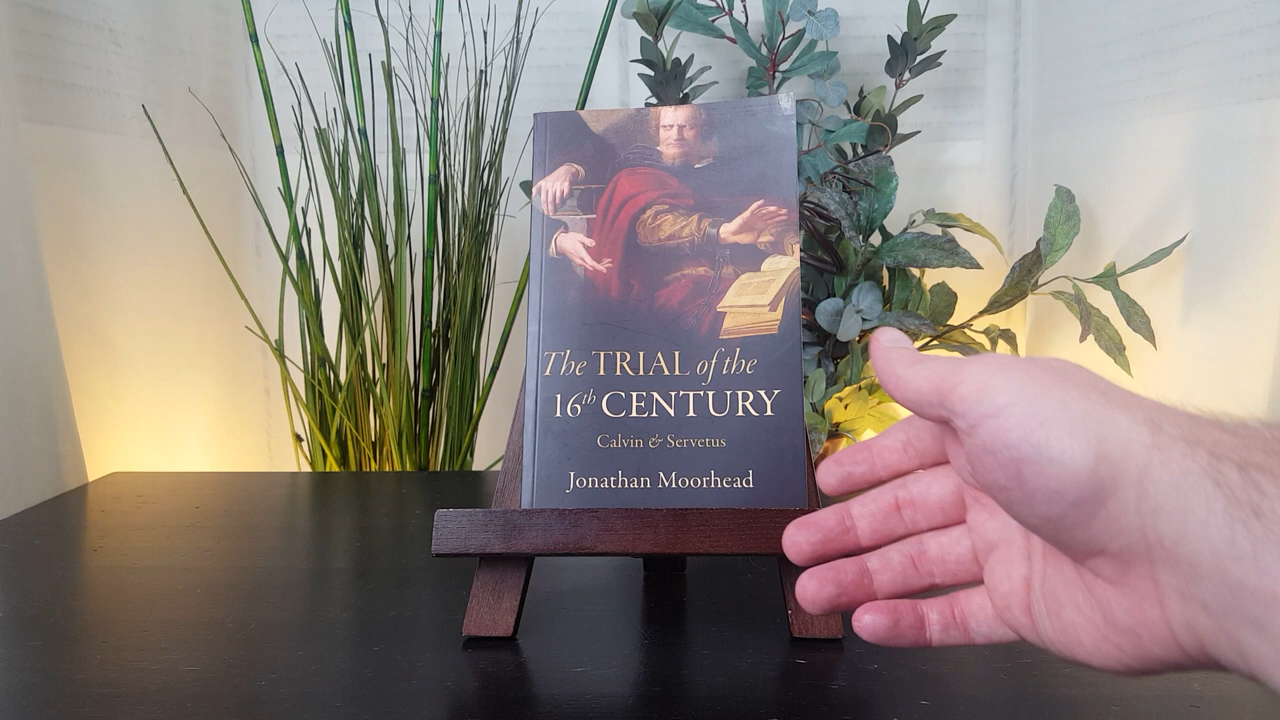 The TRIAL of the
16th CENTURY
Calvin & Servetus
Jonathan Moorhead